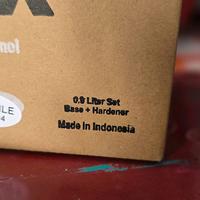 0.9 Liter Set
Base + Hardener
Made in Indonesia